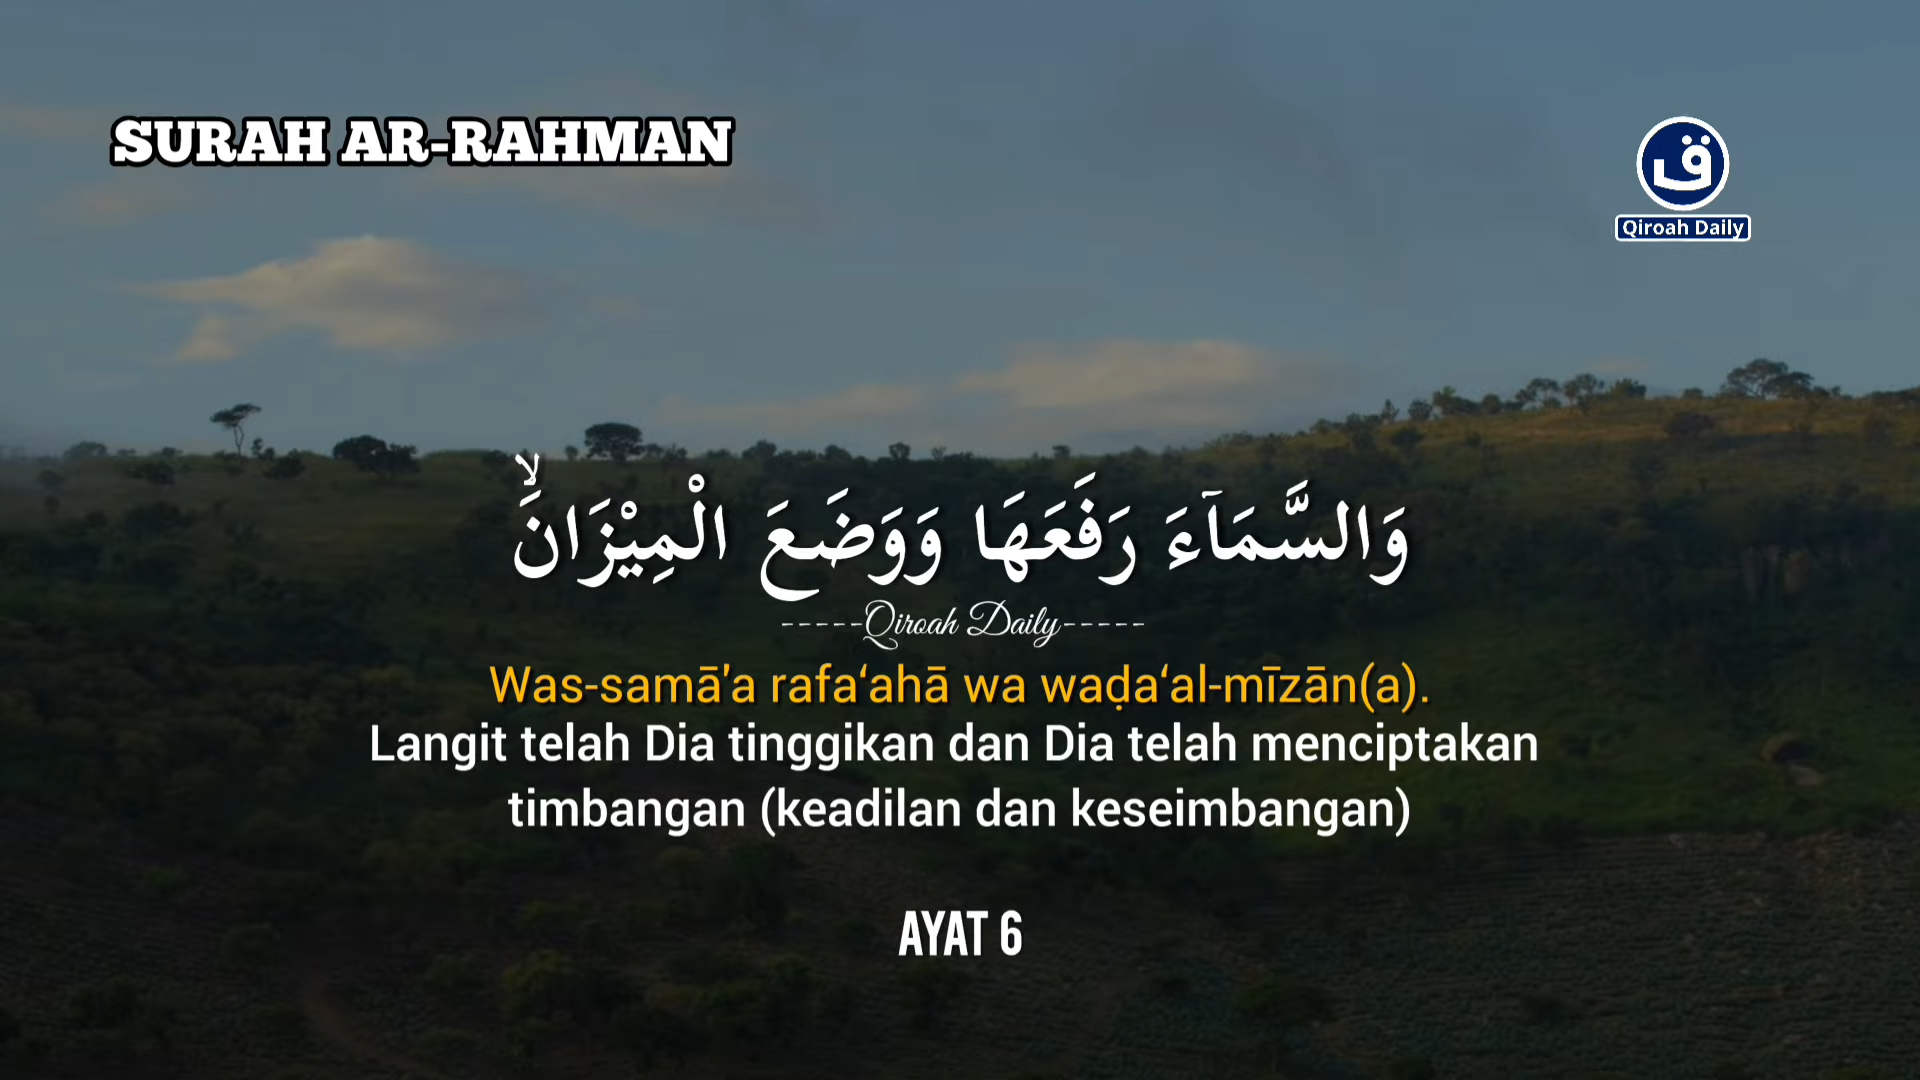 SURAH AR-RAHMAN
ق
Qiroah Daily
وَالسَّمَاۤءَ رَفَعَهَا وَوَضَعَ الْمِيْزَانَۙ
-----Qiroah Daily-----
Was-samā'a rafa‘ahā wa waḍa‘al-mīzān(a).
Langit telah Dia tinggikan dan Dia telah menciptakan
timbangan (keadilan dan keseimbangan)
AYAT 6